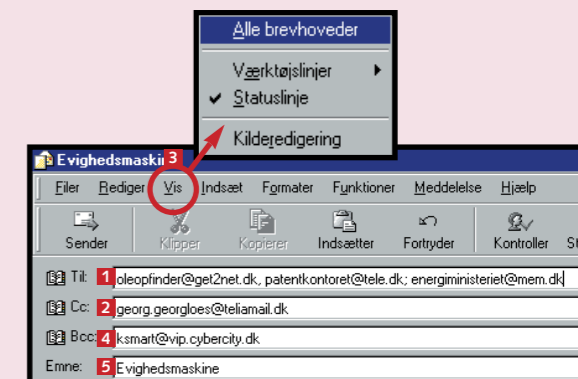 Alle brevhoveder
Værktøjslinjer
Statuslinje
Kilderedigering
Evighedsmaskin 3
Filer Rediger Vis Indsæt Formater Funktioner Meddelelse Hjælp
Sender Klipper Kopierer Indsætter Fortryder Kontroller St
Til: 1 oleopfinder@get2net.dk, patentkontoret@tele.dk; energiministeriet@mem.dk
Cc: 2 georg.georgloes@teliamail.dk
Bcc: 4 ksmart@vip.cybercity.dk
Emne: 5 Evighedsmaskine